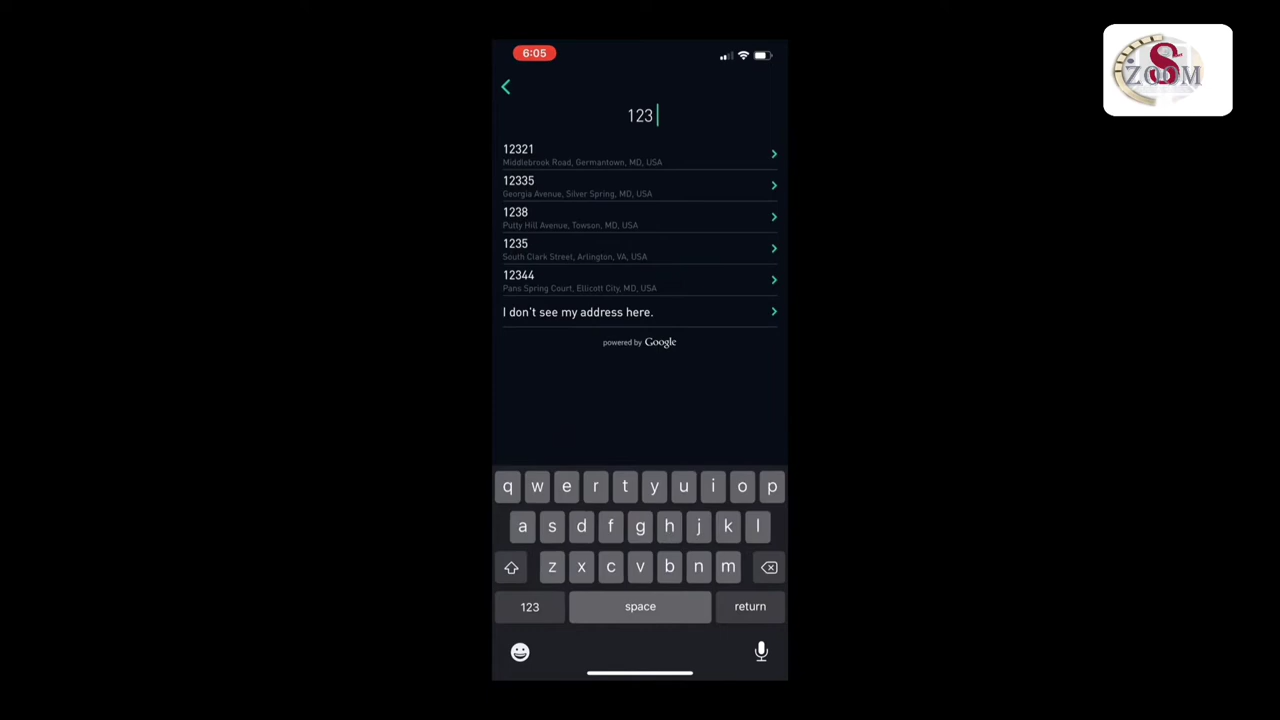 6:05
S
ZOOM
123
12321
Middlebrook Road, Germantown, MD, USA
12335
Georgia Avenue, Silver Spring, MD, USA
1238
Putty Hill Avenue, Towson, MD, USA
1235
South Clark Street, Arlington, VA, USA
12344
Pans Spring Court, Ellicott City, MD, USA
I don't see my address here.
powered by Google
q w e r t y u i o p
a s d f g h j k l
z x c v b n m
123 space return